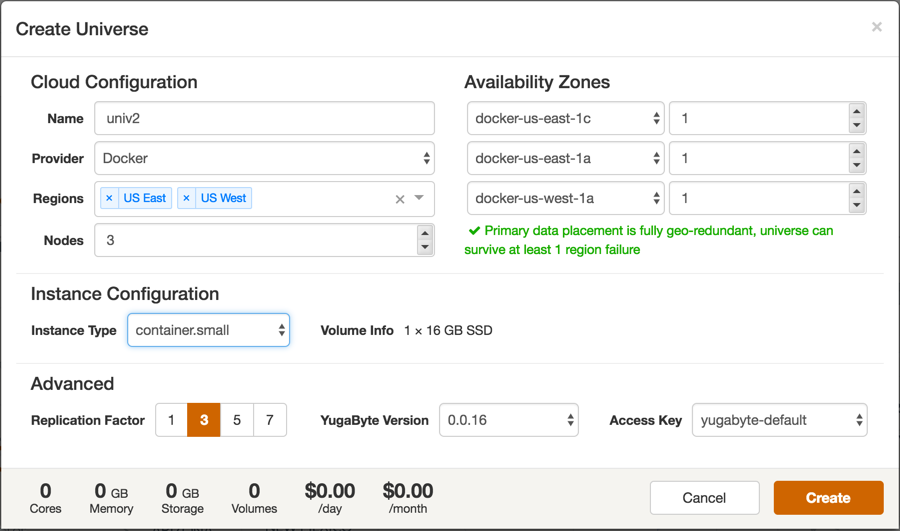 Create Universe ×
Cloud Configuration
Name univ2
Provider Docker
Regions × US East × US West ×
Nodes 3
Availability Zones
docker-us-east-1c 1
docker-us-east-1a 1
docker-us-west-1a 1
Primary data placement is fully geo-redundant, universe can
survive at least 1 region failure
Instance Configuration
Instance Type container.small Volume Info 1 × 16 GB SSD
Advanced
Replication Factor 1 3 5 7 YugaByte Version 0.0.16 Access Key yugabyte-default
0 0 GB 0 GB 0 $0.00 $0.00
Cores Memory Storage Volumes /day /month
Cancel Create